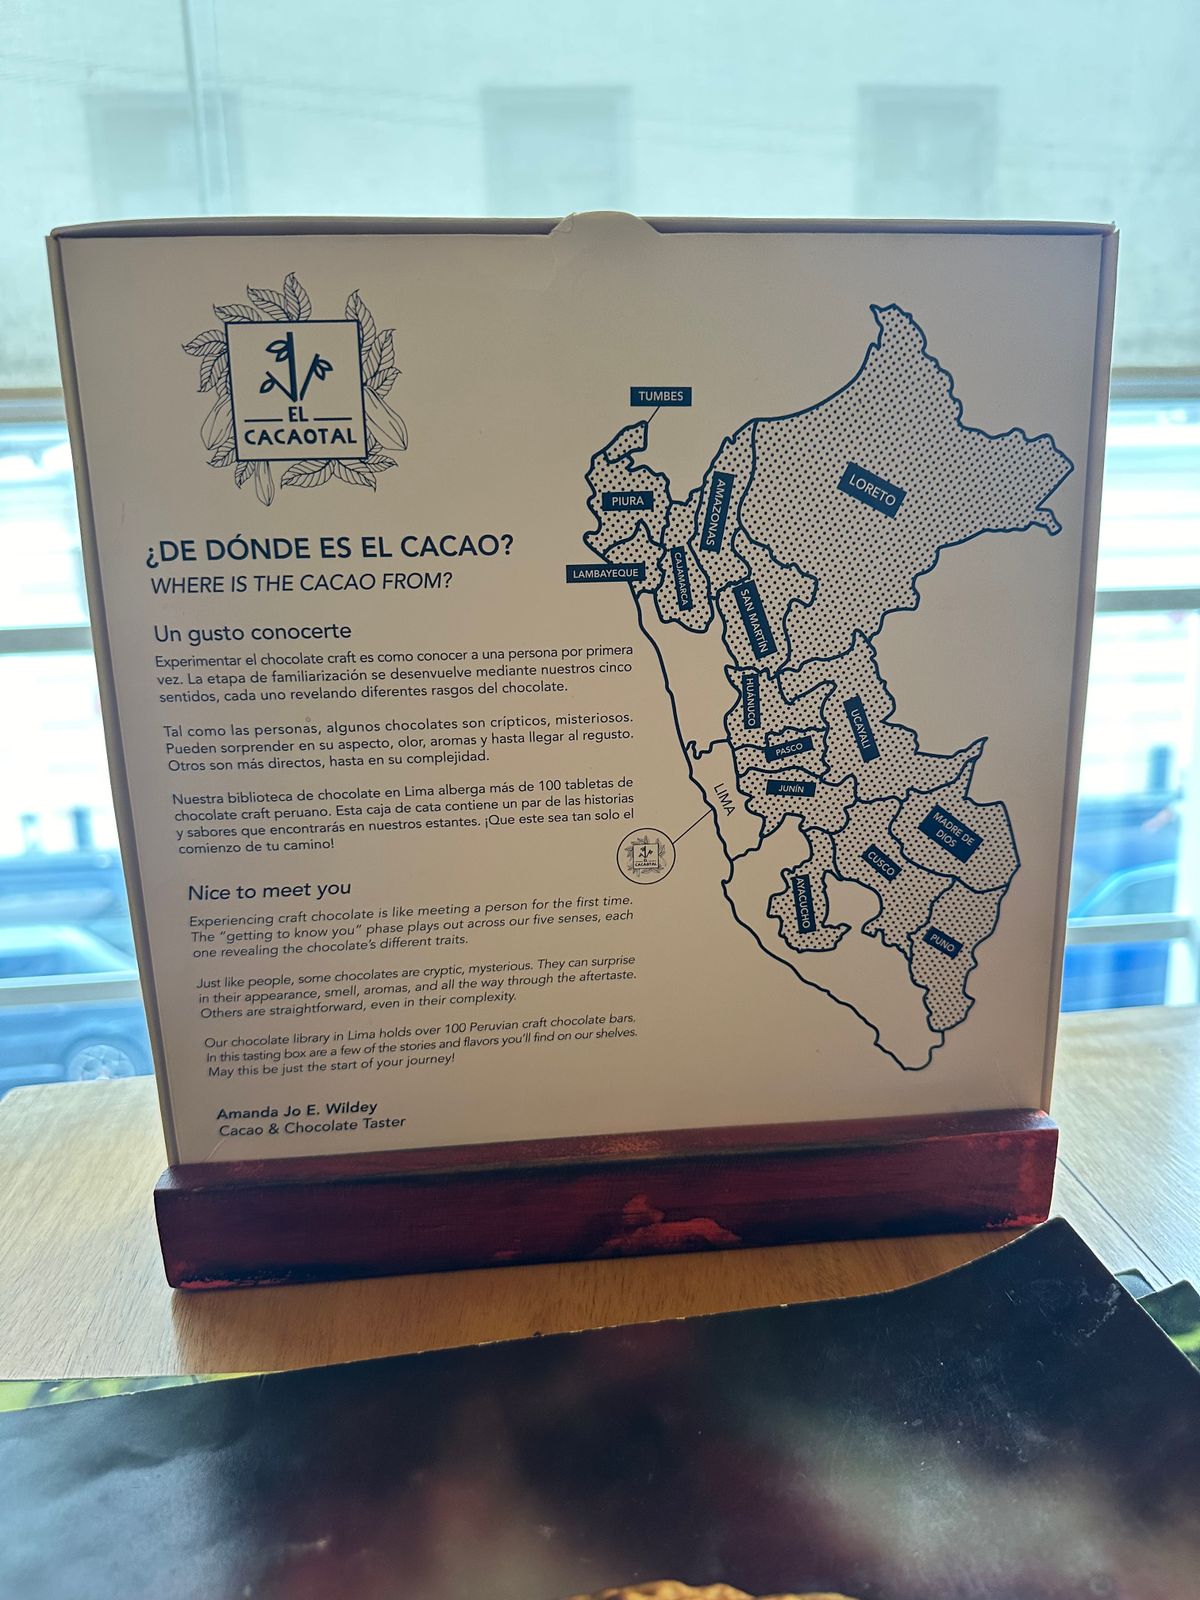 EL
CACAOTAL
¿DE DÓNDE ES EL CACAO?
WHERE IS THE CACAO FROM?
Un gusto conocerte
Experimentar el chocolate craft es como conocer a una persona por primera
vez. La etapa de familiarización se desenvuelve mediante nuestros cinco
sentidos, cada uno revelando diferentes rasgos del chocolate.
Tal como las personas, algunos chocolates son crípticos, misteriosos.
Pueden sorprender en su aspecto, olor, aromas y hasta llegar al regusto.
Otros son más directos, hasta en su complejidad.
Nuestra biblioteca de chocolate en Lima alberga más de 100 tabletas de
chocolate craft peruano. Esta caja de cata contiene un par de las historias
y sabores que encontrarás en nuestros estantes. ¡Que este sea tan solo el
comienzo de tu camino!
Nice to meet you
Experiencing craft chocolate is like meeting a person for the first time.
The “getting to know you” phase plays out across our five senses, each
one revealing the chocolate's different traits.
Just like people, some chocolates are cryptic, mysterious. They can surprise
in their appearance, smell, aromas, and all the way through the aftertaste.
Others are straightforward, even in their complexity.
Our chocolate library in Lima holds over 100 Peruvian craft chocolate bars.
In this tasting box are a few of the stories and flavors you'll find on our shelves.
May this be just the start of your journey!
Amanda Jo E. Wildey
Cacao & Chocolate Taster
TUMBES
PIURA
LAMBAYEQUE
CAJAMARCA
AMAZONAS
LORETO
SAN MARTÍN
HUÁNUCO
UCAYALI
PASCO
JUNÍN
LIMA
EL
CACAOTAL
MADRE DE
DIOS
CUSCO
AYACUCHO
PUNO